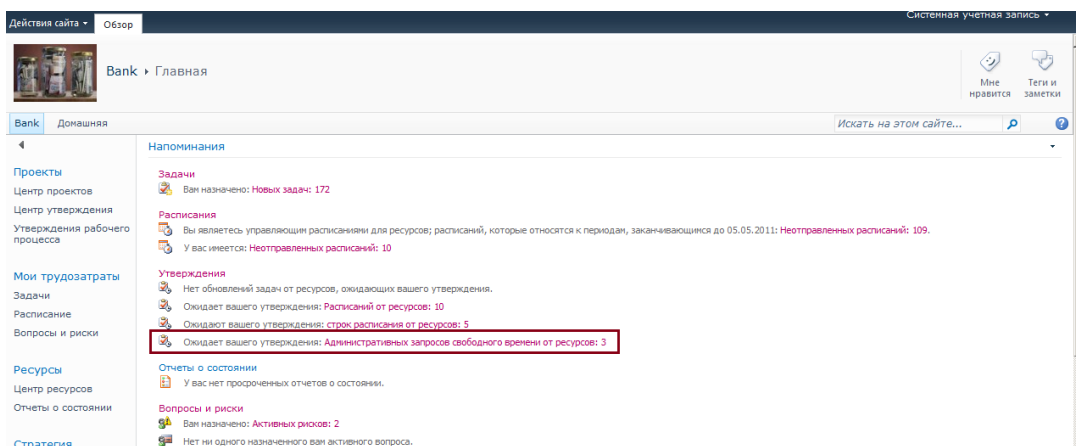 Системная учетная запись
Действия сайта
Обзор
Bank
Главная
Мне нравится
Теги и заметки
Bank
Домашняя
Искать на этом сайте...
Напоминания
Проекты
Центр проектов
Центр утверждения
Утверждения рабочего
процесса
Мои трудозатраты
Задачи
Расписание
Вопросы и риски
Ресурсы
Центр ресурсов
Отчеты о состоянии
Стратегия
Задачи
Вам назначено: Новых задач: 172
Расписания
Вы являетесь управляющим расписаниями для ресурсов; расписаний, которые относятся к периодам, заканчивающимся до 05.05.2011: Неотправленных расписаний: 109.
У вас имеется: Неотправленных расписаний: 10
Утверждения
Нет обновлений задач от ресурсов, ожидающих вашего утверждения.
Ожидает вашего утверждения: Расписаний от ресурсов: 10
Ожидают вашего утверждения: строк расписания от ресурсов: 5
Ожидает вашего утверждения: Административных запросов свободного времени от ресурсов: 3
Отчеты о состоянии
У вас нет просроченных отчетов о состоянии.
Вопросы и риски
Вам назначено: Активных рисков: 2
Нет ни одного назначенного вам активного вопроса.